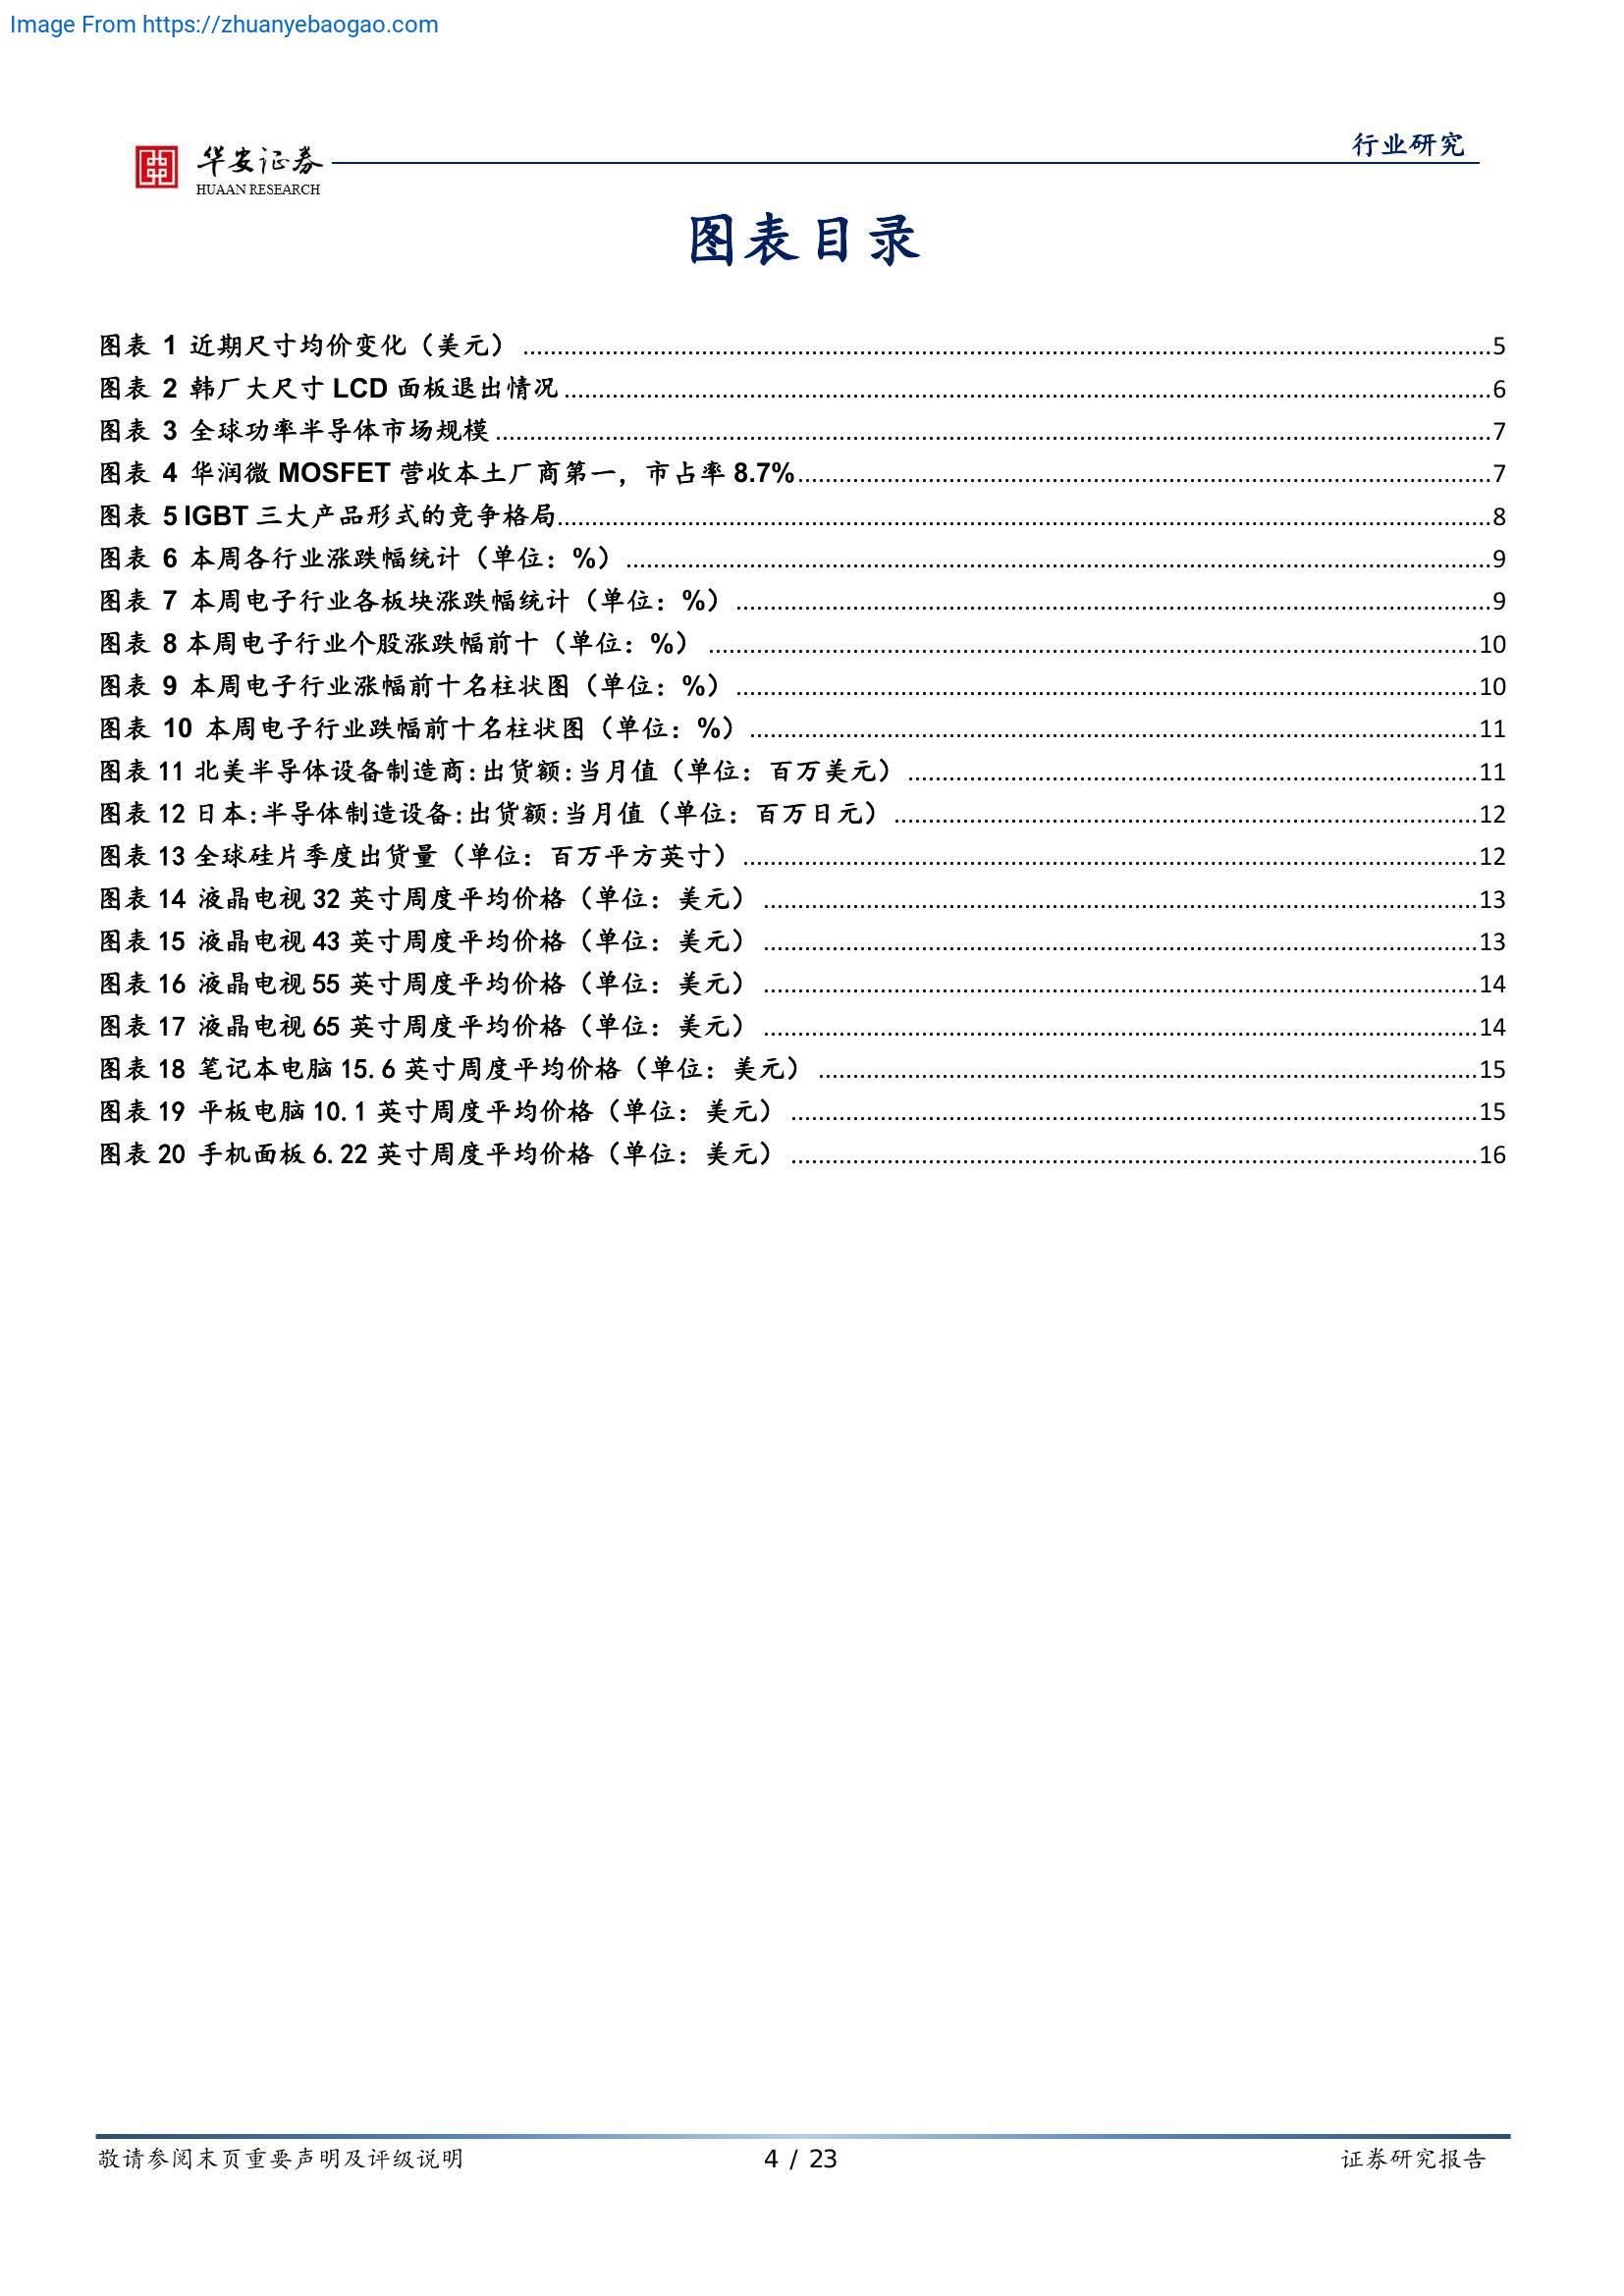 Image From https://zhuanyebaogao.com
行业研究
华安证券
HUAAN RESEARCH
图表目录
图表 1 近期尺寸均价变化（美元）..........5
图表 2 韩厂大尺寸 LCD 面板退出情况..........6
图表 3 全球功率半导体市场规模..........7
图表 4 华润微 MOSFET 营收本土厂商第一，市占率 8.7%..........7
图表 5 IGBT 三大产品形式的竞争格局..........8
图表 6 本周各行业涨跌幅统计（单位：%）..........9
图表 7 本周电子行业各板块涨跌幅统计（单位：%）..........9
图表 8 本周电子行业个股涨跌幅前十（单位：%）..........10
图表 9 本周电子行业涨幅前十名柱状图（单位：%）..........10
图表 10 本周电子行业跌幅前十名柱状图（单位：%）..........11
图表 11 北美半导体设备制造商:出货额:当月值（单位：百万美元）..........11
图表 12 日本:半导体制造设备:出货额:当月值（单位：百万日元）..........12
图表 13 全球硅片季度出货量（单位：百万平方英寸）..........12
图表 14 液晶电视 32 英寸周度平均价格（单位：美元）..........13
图表 15 液晶电视 43 英寸周度平均价格（单位：美元）..........13
图表 16 液晶电视 55 英寸周度平均价格（单位：美元）..........14
图表 17 液晶电视 65 英寸周度平均价格（单位：美元）..........14
图表 18 笔记本电脑 15.6 英寸周度平均价格（单位：美元）..........15
图表 19 平板电脑 10.1 英寸周度平均价格（单位：美元）..........15
图表 20 手机面板 6.22 英寸周度平均价格（单位：美元）..........16
敬请参阅末页重要声明及评级说明
4 / 23
证券研究报告